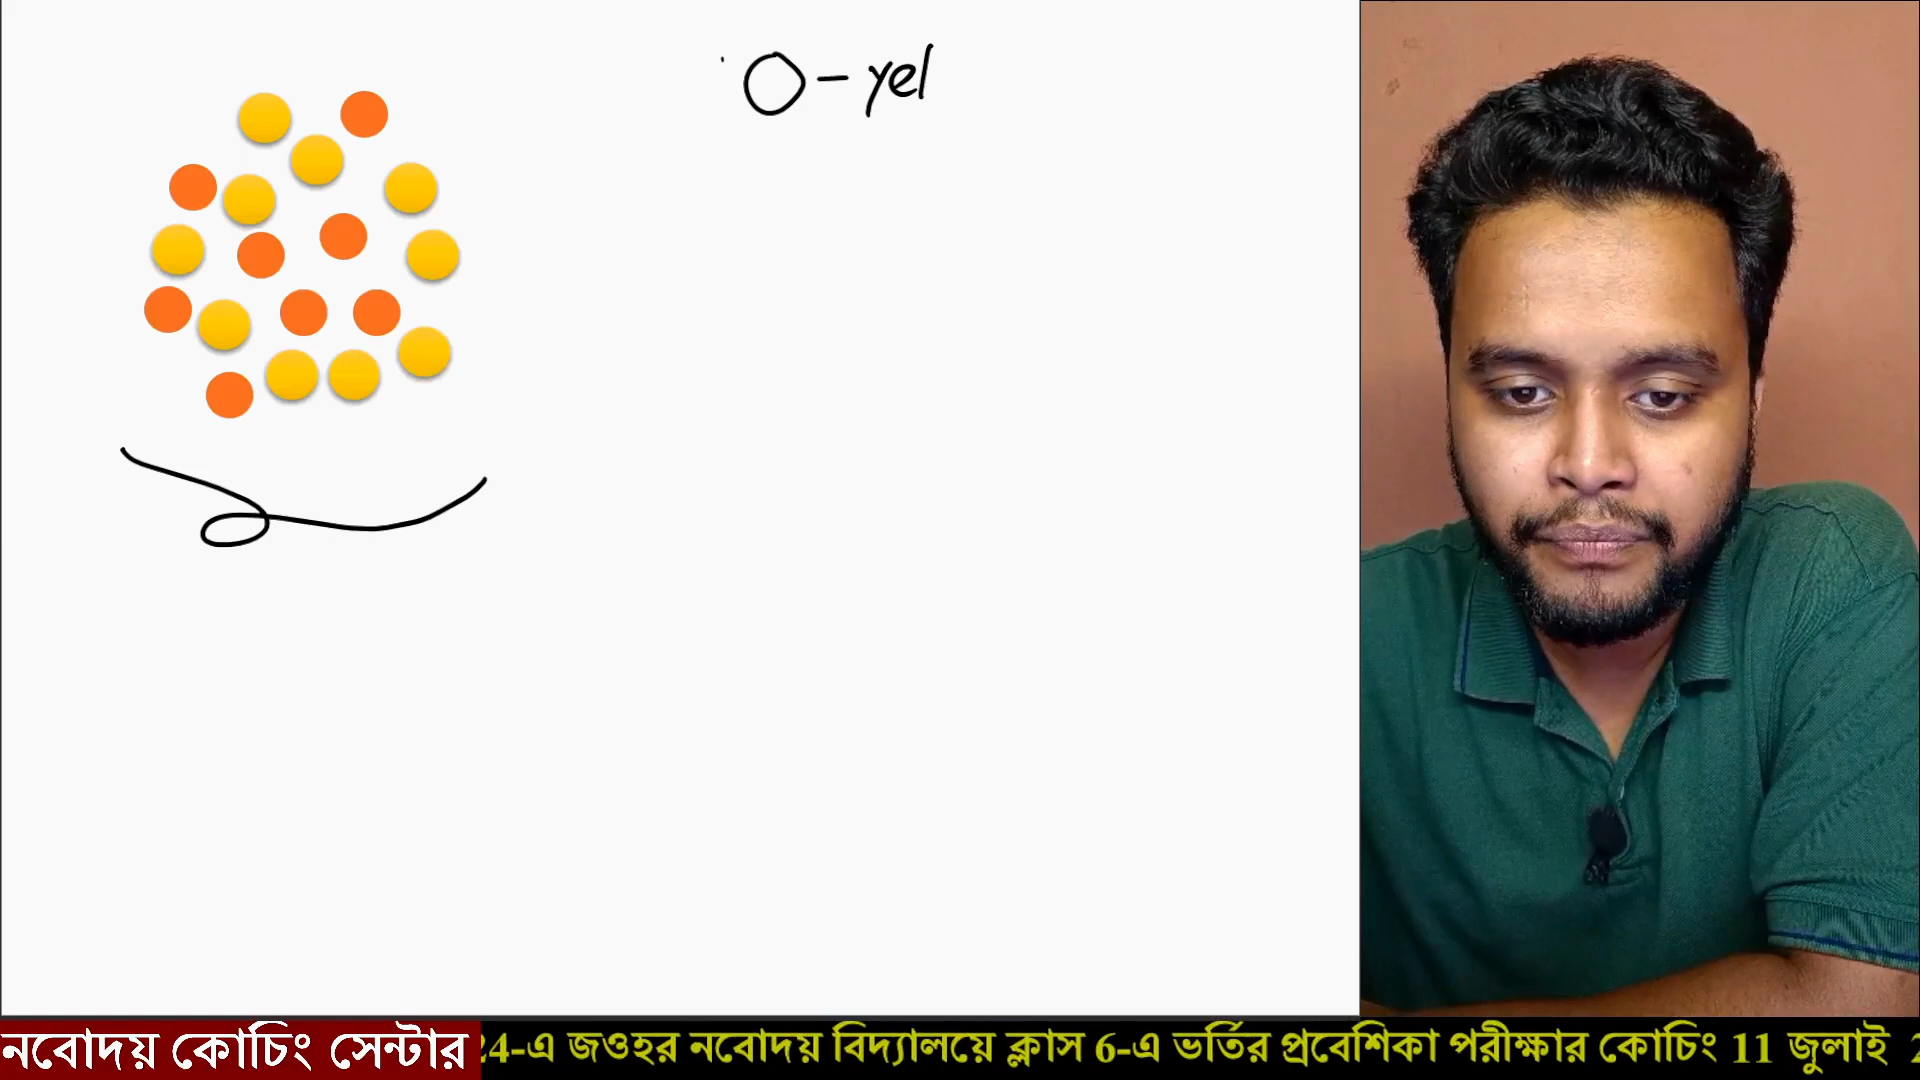 O - yel
নবোদয় কোচিং সেন্টার
24-এ জওহর নবোদয় বিদ্যালয়ে ক্লাস 6-এ ভর্তির প্রবেশিকা পরীক্ষার কোচিং 11 জুলাই